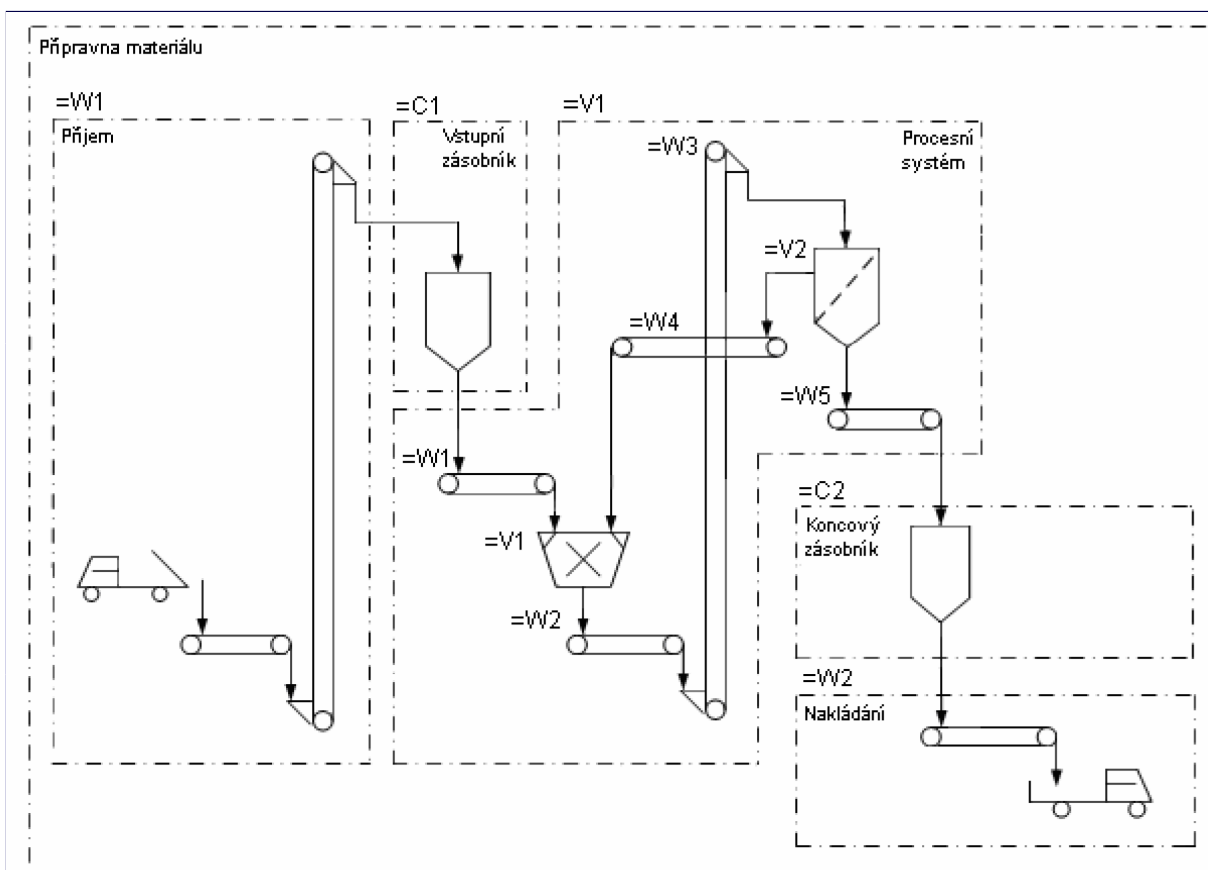 Přípravna materiálu
=W1
Příjem
=C1
Vstupní
zásobník
=V1
Procesní
systém
=W3
=V2
=W4
=W5
=W1
=V1
=W2
=C2
Koncový
zásobník
=W2
Nakládání